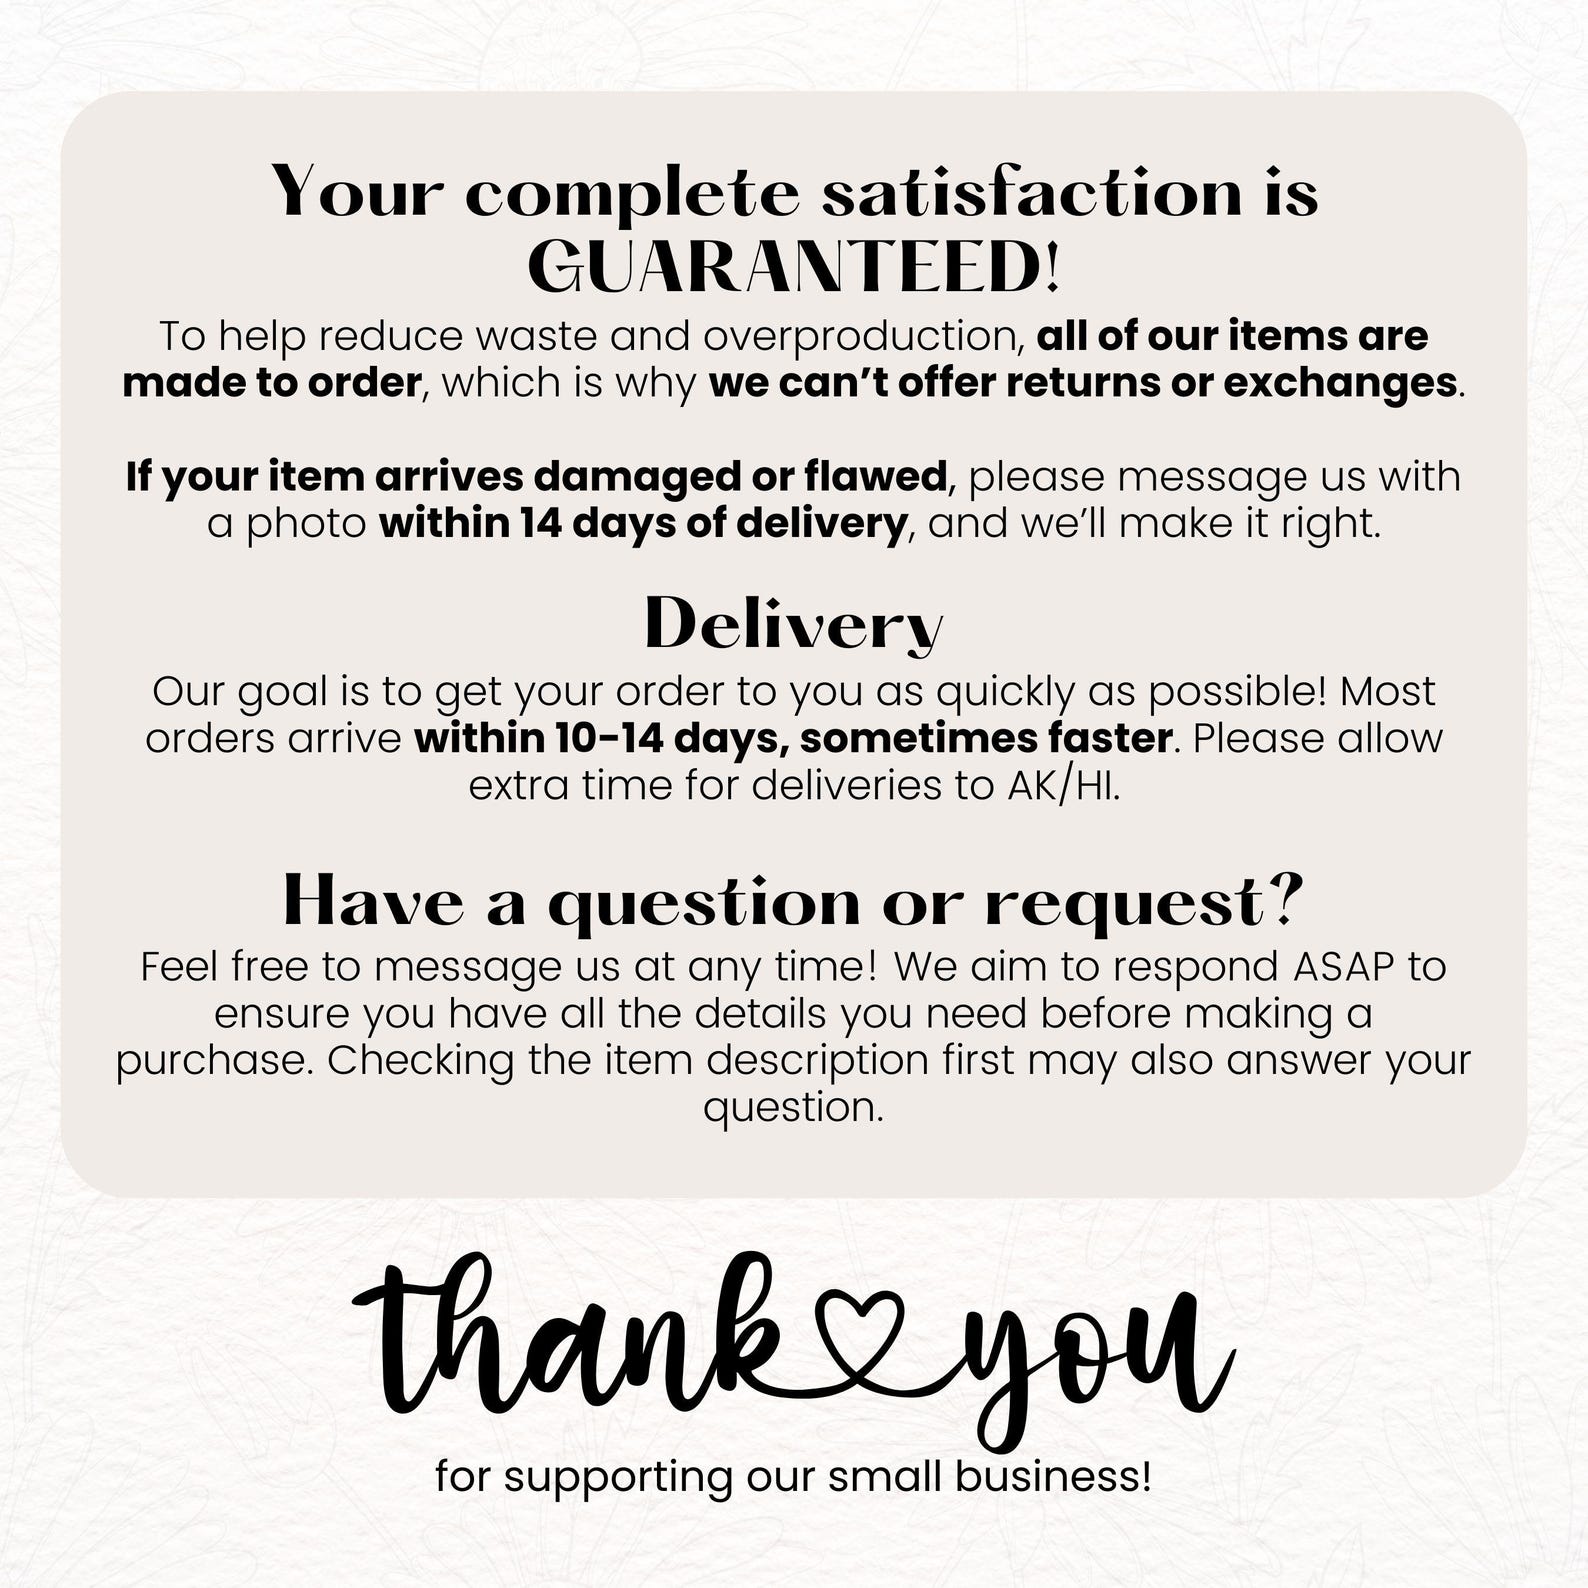 Your complete satisfaction is
GUARANTEED!
To help reduce waste and overproduction, all of our items are
made to order, which is why we can’t offer returns or exchanges.
If your item arrives damaged or flawed, please message us with
a photo within 14 days of delivery, and we’ll make it right.
Delivery
Our goal is to get your order to you as quickly as possible! Most
orders arrive within 10-14 days, sometimes faster. Please allow
extra time for deliveries to AK/HI.
Have a question or request?
Feel free to message us at any time! We aim to respond ASAP to
ensure you have all the details you need before making a
purchase. Checking the item description first may also answer your
question.
thank you
for supporting our small business!